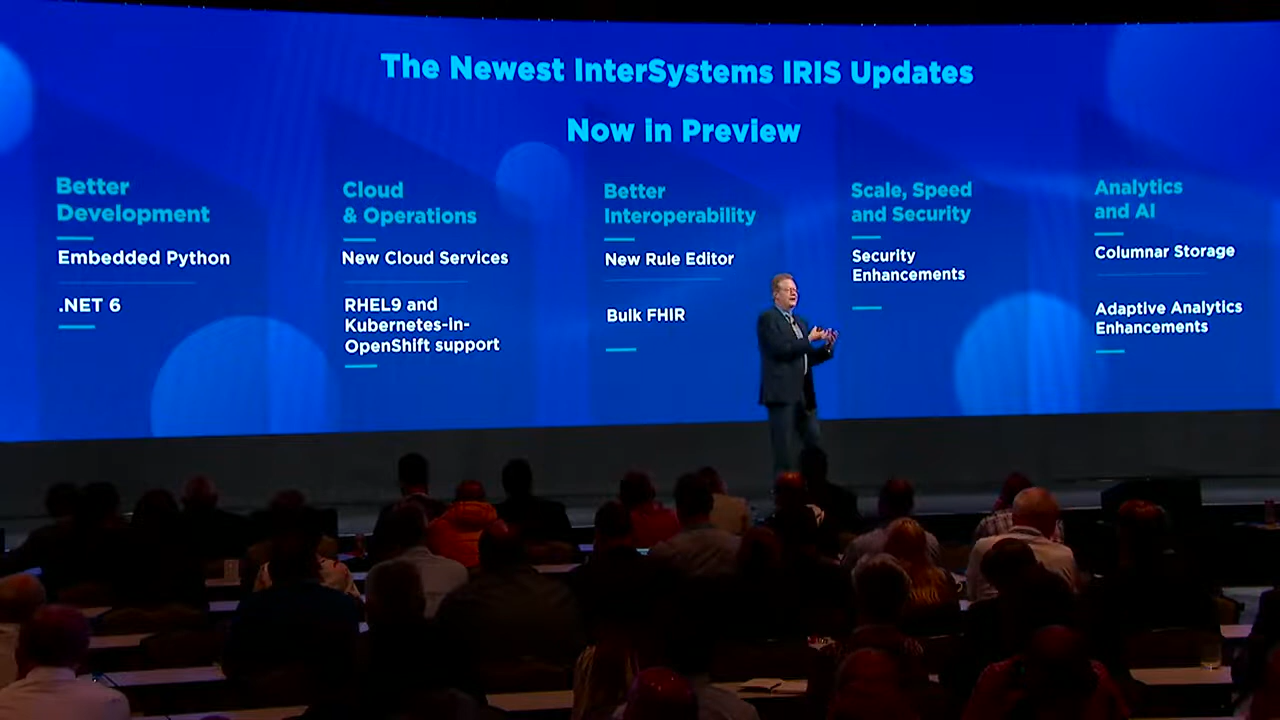 The Newest InterSystems IRIS Updates
Now in Preview
Better
Development
Embedded Python
.NET 6
Cloud
& Operations
New Cloud Services
RHEL9 and
Kubernetes-in-
OpenShift support
Better
Interoperability
New Rule Editor
Bulk FHIR
Scale, Speed
and Security
Security
Enhancements
Analytics
and AI
Columnar Storage
Adaptive Analytics
Enhancements